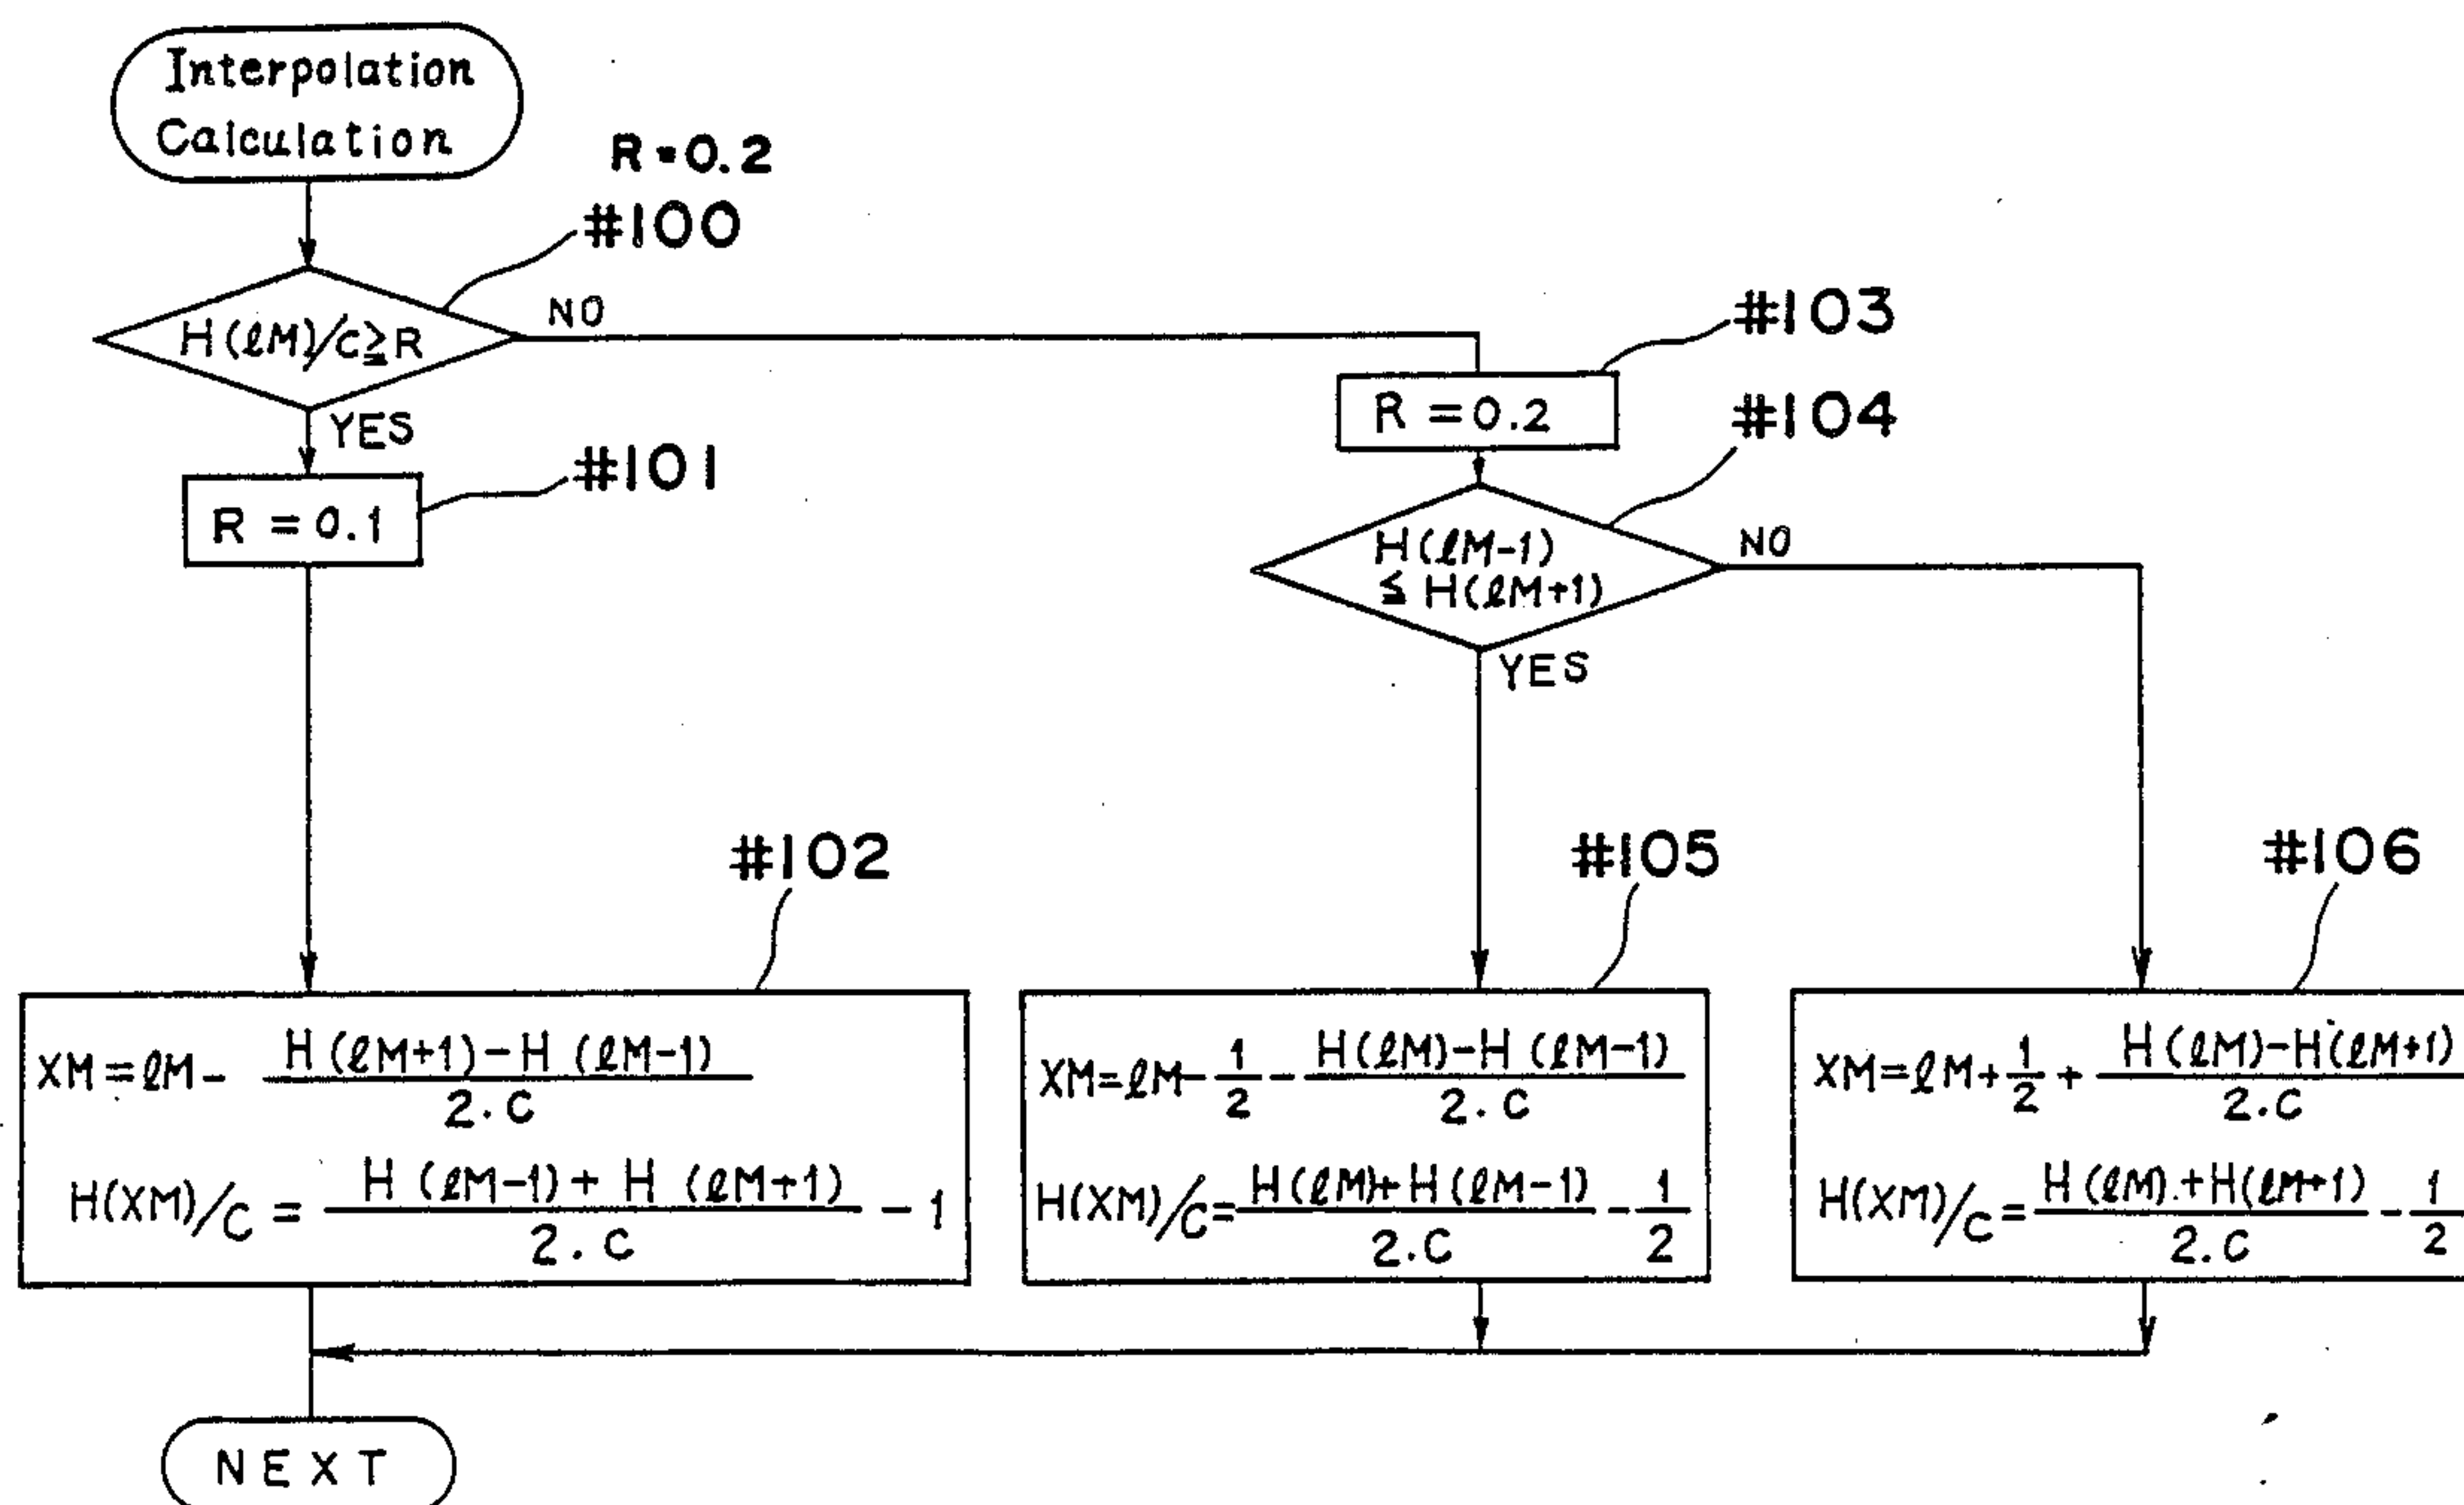 Interpolation
Calculation
R=0.2
#100
H(ℓM)/C≧R
NO
YES
#101
R = 0.1
#103
R = 0.2
#104
H(ℓM-1)
≦ H(ℓM+1)
NO
YES
#102
XM = ℓM - H(ℓM+1)-H(ℓM-1) / 2·C
H(XM)/C = H(ℓM-1)+H(ℓM+1) / 2·C - 1
#105
XM=ℓM-1/2-H(ℓM)-H(ℓM-1) / 2·C
H(XM)/C=H(ℓM)+H(ℓM-1) / 2·C - 1/2
#106
XM=ℓM+1/2+H(ℓM)-H(ℓM+1) / 2·C
H(XM)/C=H(ℓM)+H(ℓM+1) / 2·C - 1/2
NEXT